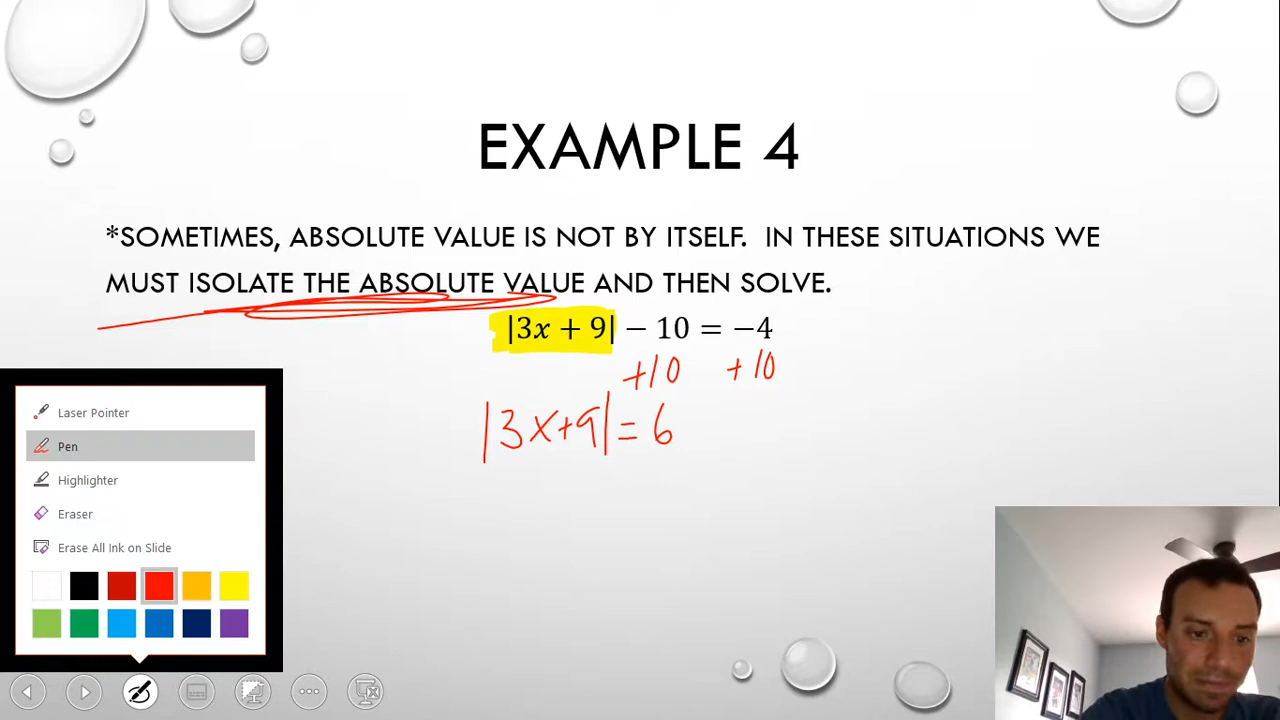 EXAMPLE 4
*SOMETIMES, ABSOLUTE VALUE IS NOT BY ITSELF. IN THESE SITUATIONS WE
MUST ISOLATE THE ABSOLUTE VALUE AND THEN SOLVE.
|3x + 9| − 10 = −4
+10 +10
|3x+9| = 6
Laser Pointer
Pen
Highlighter
Eraser
Erase All Ink on Slide